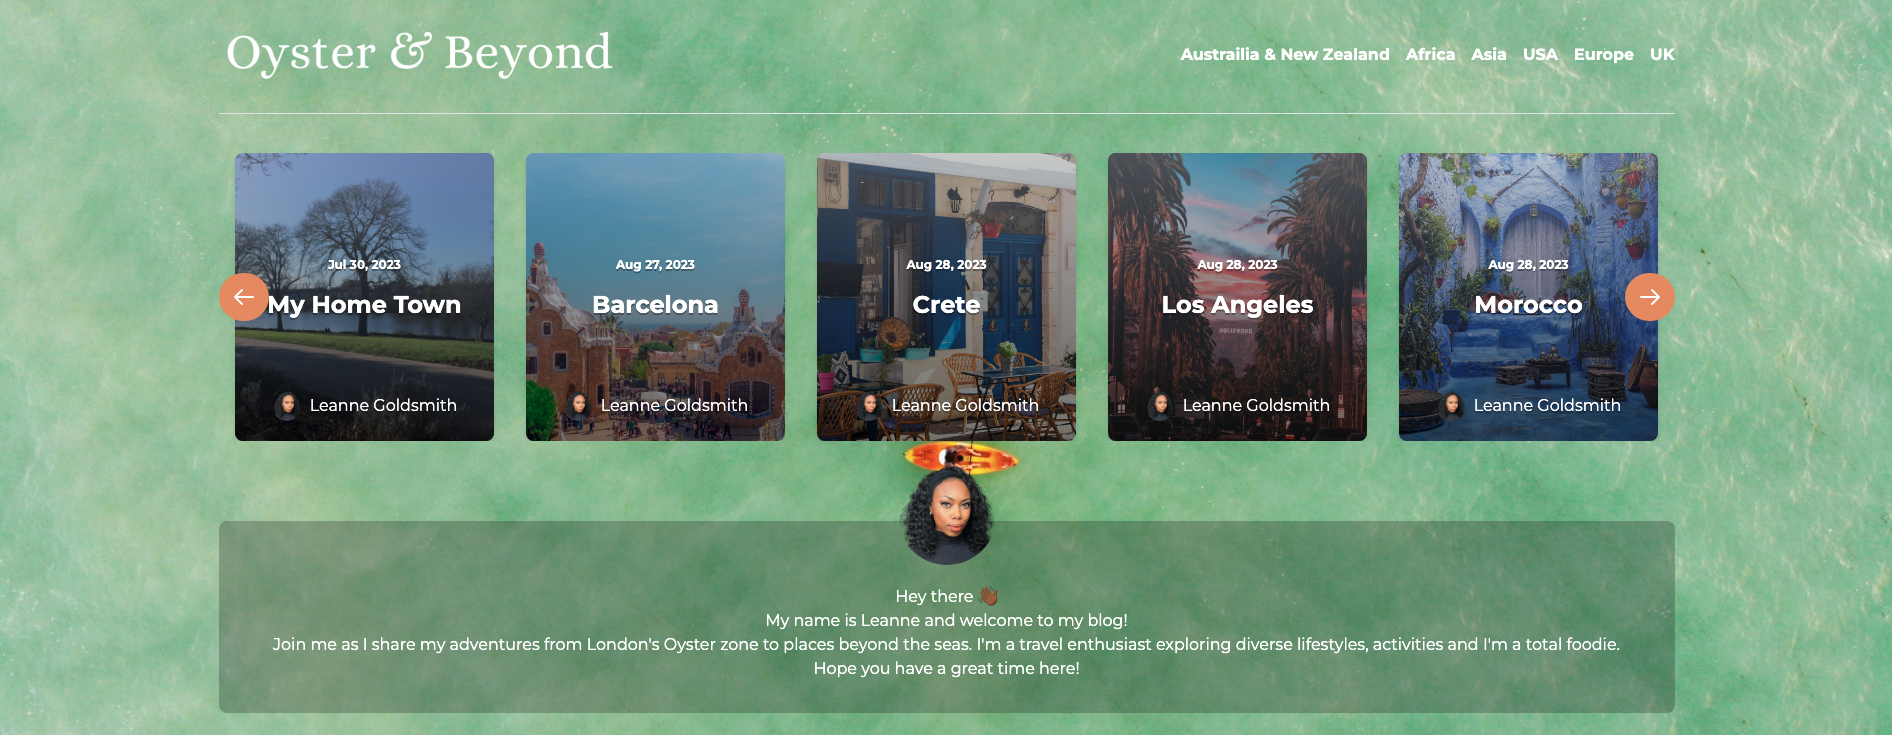 Oyster & Beyond
Austrailia & New Zealand Africa Asia USA Europe UK
Jul 30, 2023
My Home Town
Leanne Goldsmith
Aug 27, 2023
Barcelona
Leanne Goldsmith
Aug 28, 2023
Crete
Leanne Goldsmith
Aug 28, 2023
Los Angeles
HOLLYWOOD
Leanne Goldsmith
Aug 28, 2023
Morocco
Leanne Goldsmith
Hey there 👋🏾
My name is Leanne and welcome to my blog!
Join me as I share my adventures from London's Oyster zone to places beyond the seas. I'm a travel enthusiast exploring diverse lifestyles, activities and I'm a total foodie.
Hope you have a great time here!